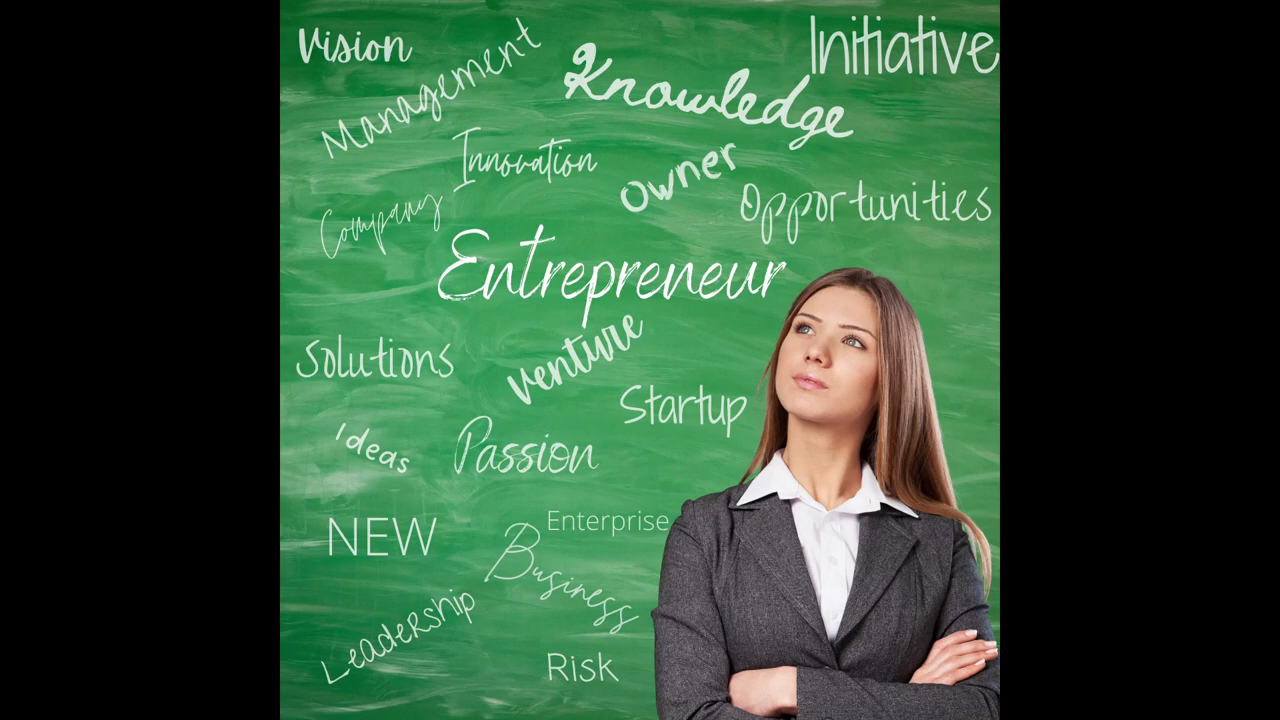 Vision
Management
Knowledge
Initiative
Innovation
Owner
Company
Opportunities
Entrepreneur
venture
Solutions
Startup
Ideas
Passion
NEW
Enterprise
Business
Leadership
Risk